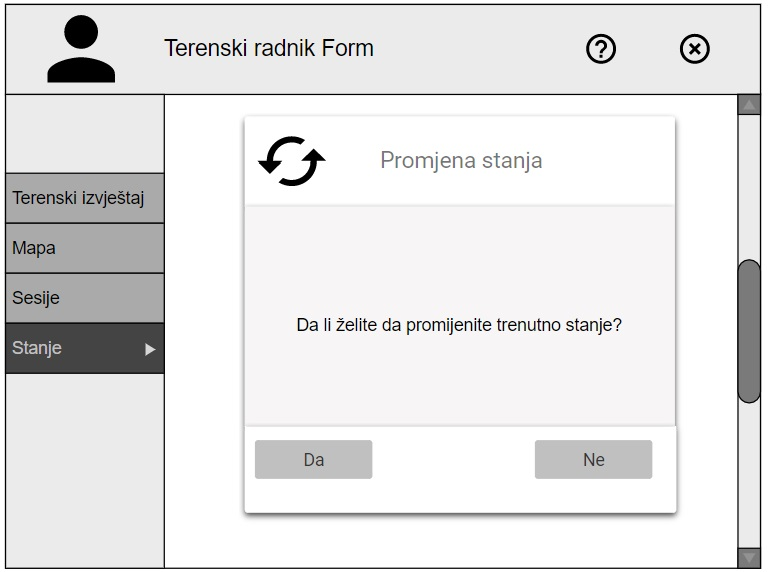 Terenski radnik Form
Terenski izvještaj
Mapa
Sesije
Stanje
Promjena stanja
Da li želite da promijenite trenutno stanje?
Da
Ne